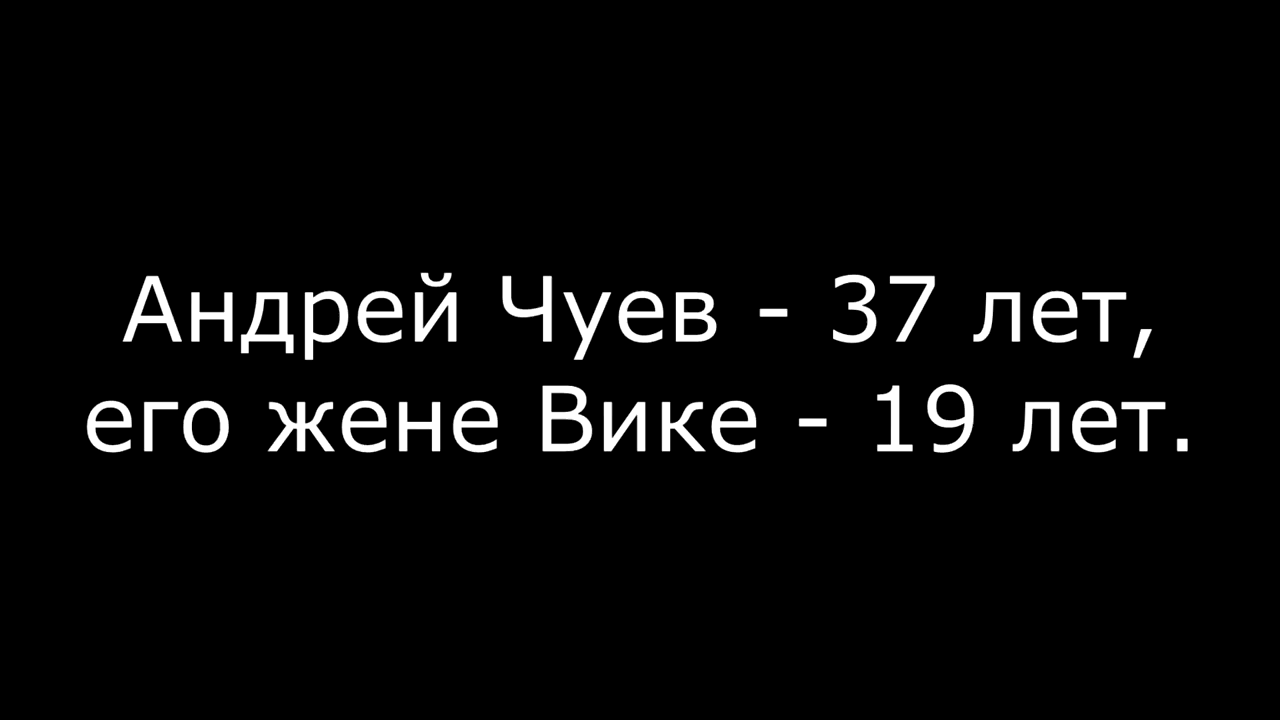 Андрей Чуев - 37 лет,
его жене Вике - 19 лет.